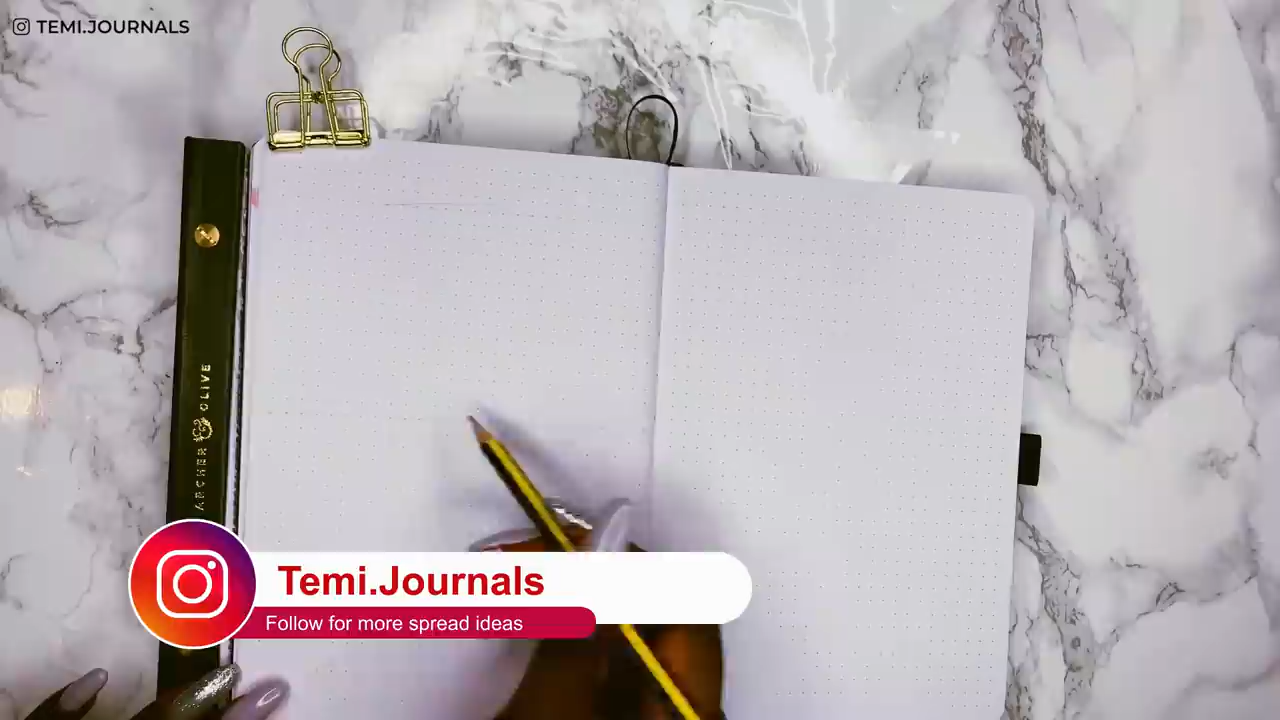 TEMI.JOURNALS
ARCHER OLIVE
Temi.Journals
Follow for more spread ideas